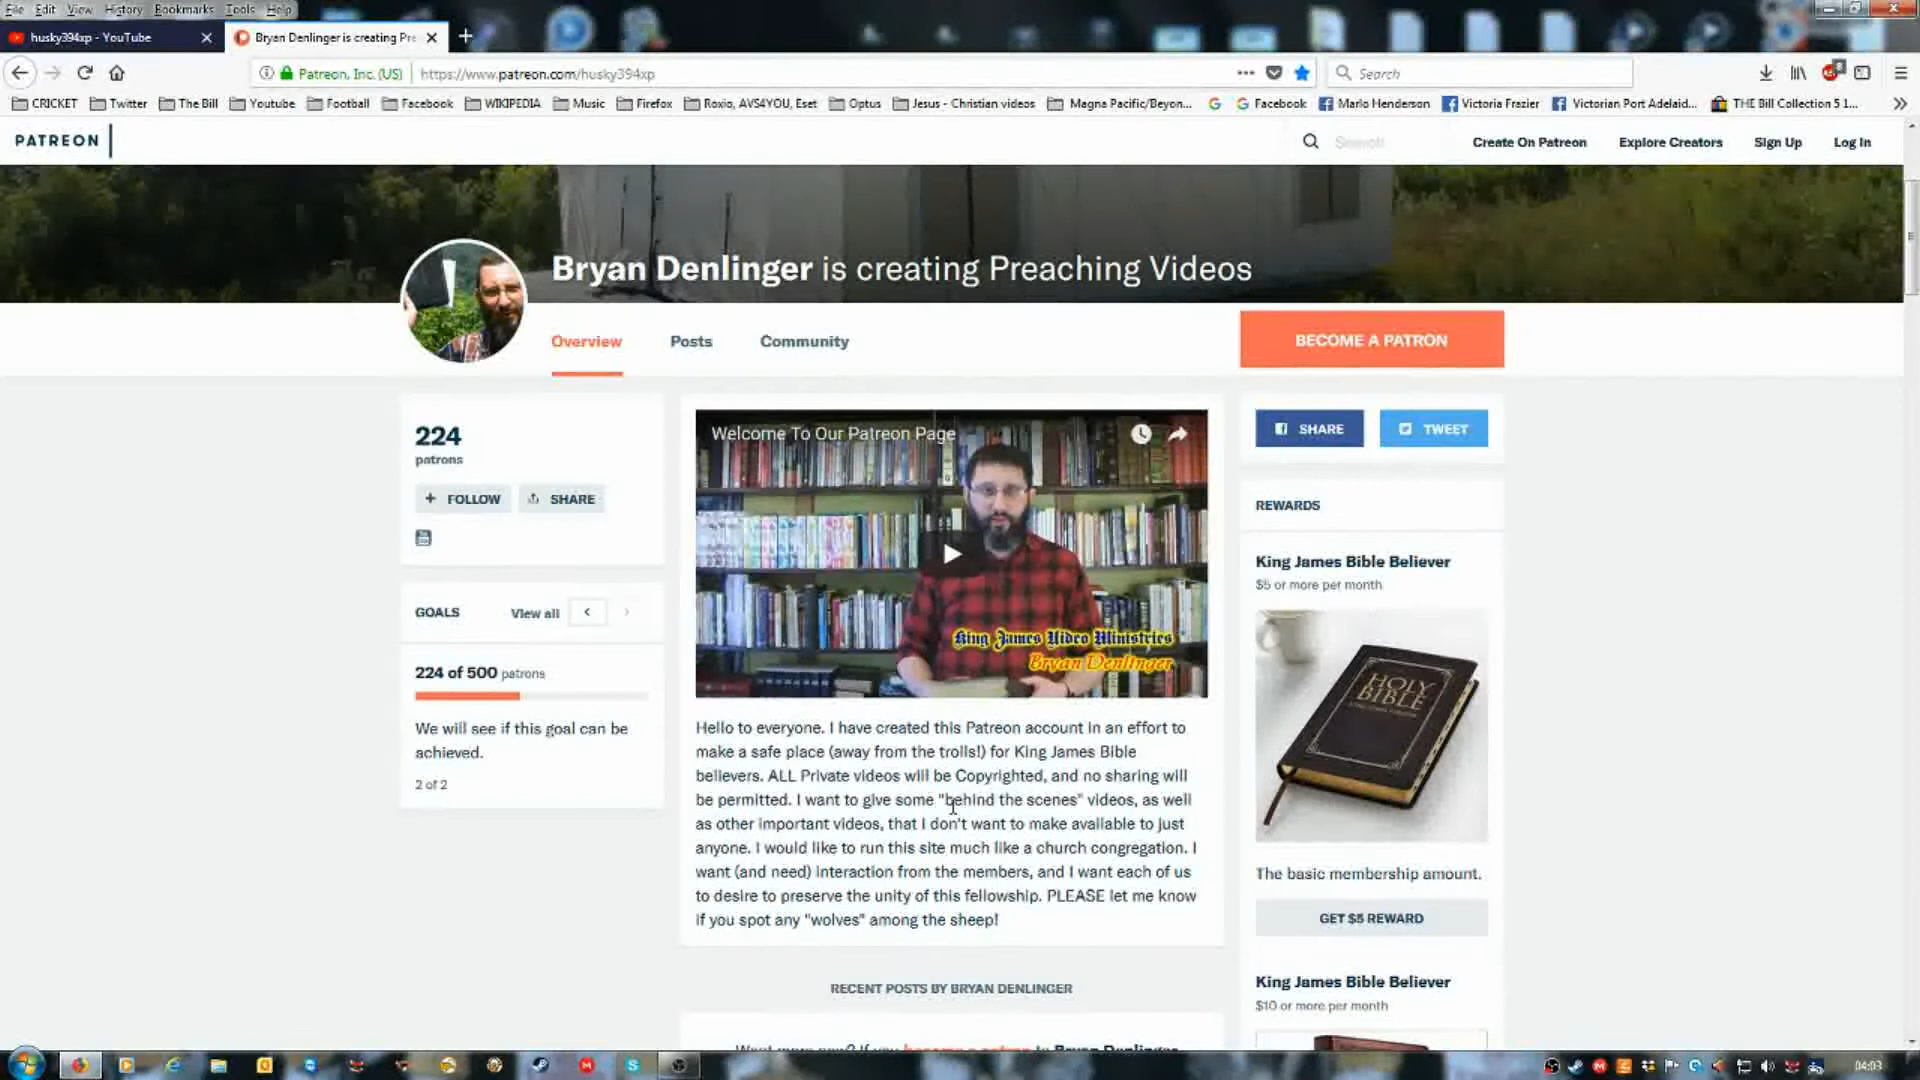 File Edit View History Bookmarks Tools Help
husky394xp - YouTube
Bryan Denlinger is creating Pre
Patreon, Inc. (US)
https://www.patreon.com/husky394xp
Search
CRICKET Twitter The Bill Youtube Football Facebook WIKIPEDIA Music Firefox Roxio, AVS4YOU, Eset Optus Jesus - Christian videos Magna Pacific/Beyon... Facebook Marlo Henderson Victoria Frazier Victorian Port Adelaid... THE Bill Collection 5 1...
PATREON
Search
Create On Patreon
Explore Creators
Sign Up
Log In
Bryan Denlinger is creating Preaching Videos
Overview
Posts
Community
BECOME A PATRON
224
patrons
FOLLOW
SHARE
GOALS
View all
224 of 500 patrons
We will see if this goal can be
achieved.
2 of 2
Welcome To Our Patreon Page
King James Video Ministries
Bryan Denlinger
Hello to everyone. I have created this Patreon account in an effort to
make a safe place (away from the trolls!) for King James Bible
believers. ALL Private videos will be Copyrighted, and no sharing will
be permitted. I want to give some "behind the scenes" videos, as well
as other important videos, that I don't want to make available to just
anyone. I would like to run this site much like a church congregation. I
want (and need) interaction from the members, and I want each of us
to desire to preserve the unity of this fellowship. PLEASE let me know
if you spot any "wolves" among the sheep!
RECENT POSTS BY BRYAN DENLINGER
SHARE
TWEET
REWARDS
King James Bible Believer
$5 or more per month
HOLY
BIBLE
The basic membership amount.
GET $5 REWARD
King James Bible Believer
$10 or more per month
04:03